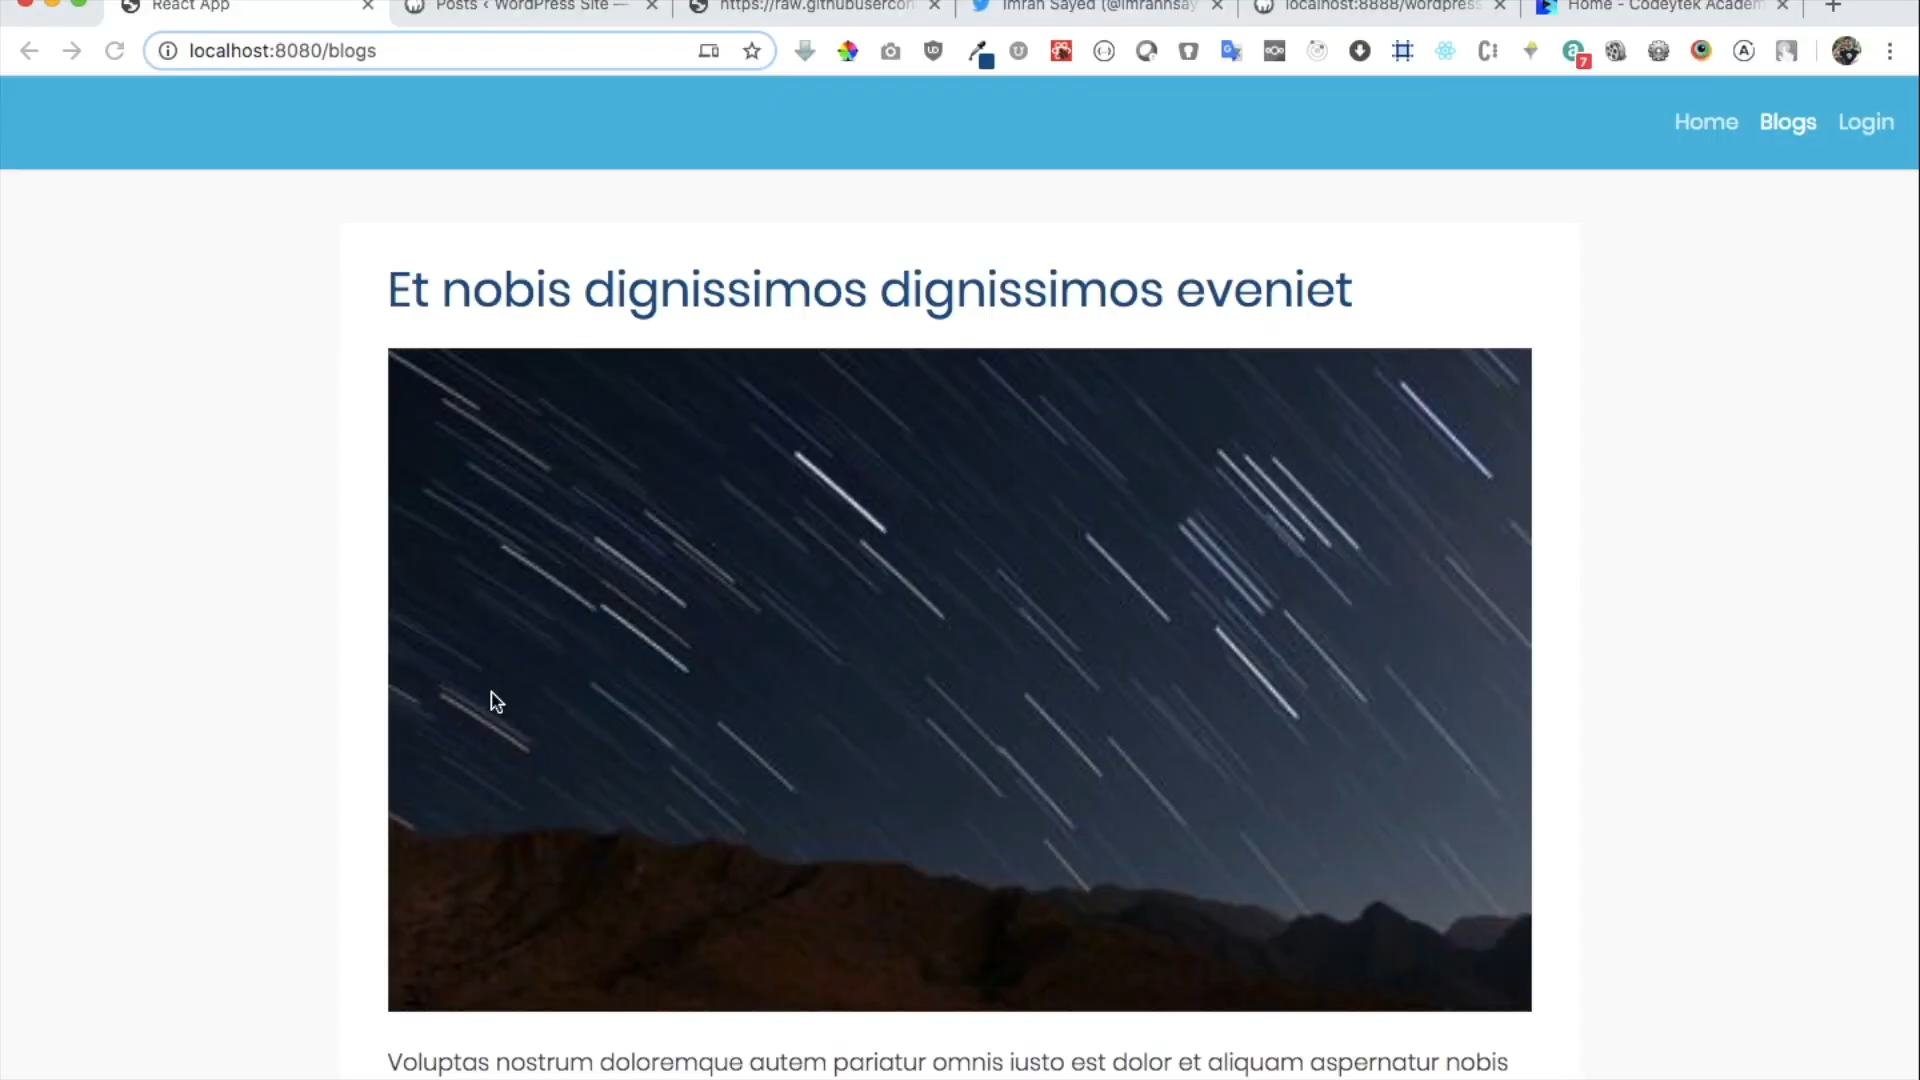 React App
Posts ‹ WordPress Site —
https://raw.githubusercon
Imran Sayed (@imranhsay
localhost:8888/wordpress
Home - Codeytek Academ
localhost:8080/blogs
7
Home Blogs Login
Et nobis dignissimos dignissimos eveniet
Voluptas nostrum doloremque autem pariatur omnis iusto est dolor et aliquam aspernatur nobis